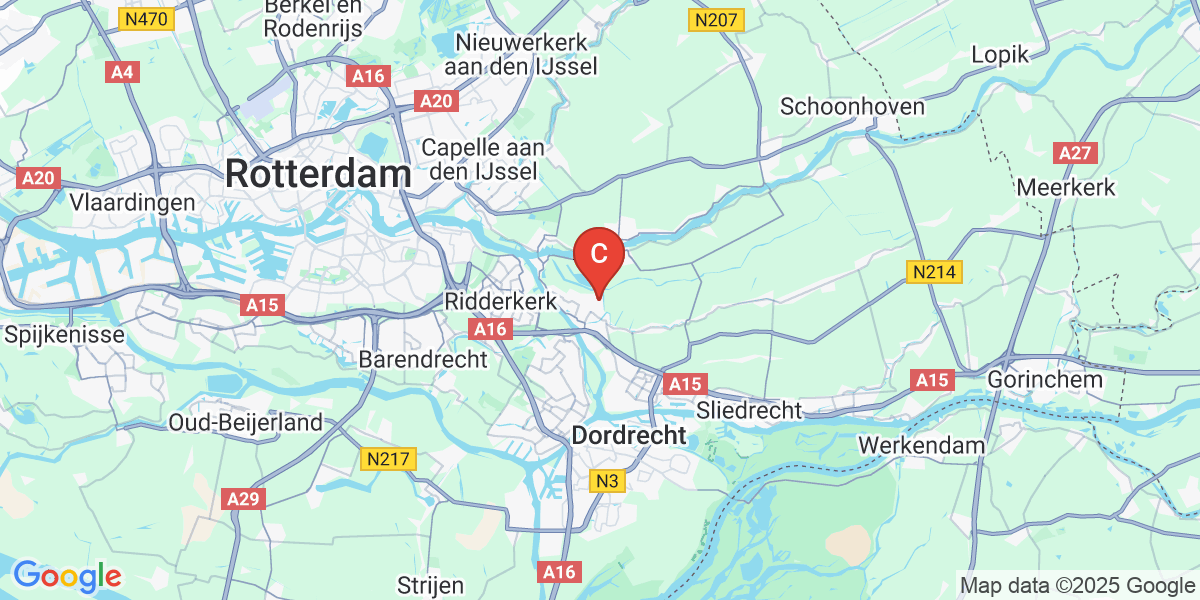 Berkel en
Rodenrijs
N470
N207
Nieuwerkerk
aan den IJssel
Lopik
A4
A16
A20
Schoonhoven
Capelle aan
den IJssel
A27
Rotterdam
A20
Meerkerk
Vlaardingen
C
N214
A15
Ridderkerk
A16
Spijkenisse
Barendrecht
A15
A15
Gorinchem
Sliedrecht
Oud-Beijerland
Dordrecht
Werkendam
N217
N3
A29
A16
Strijen
Google
Map data ©2025 Google